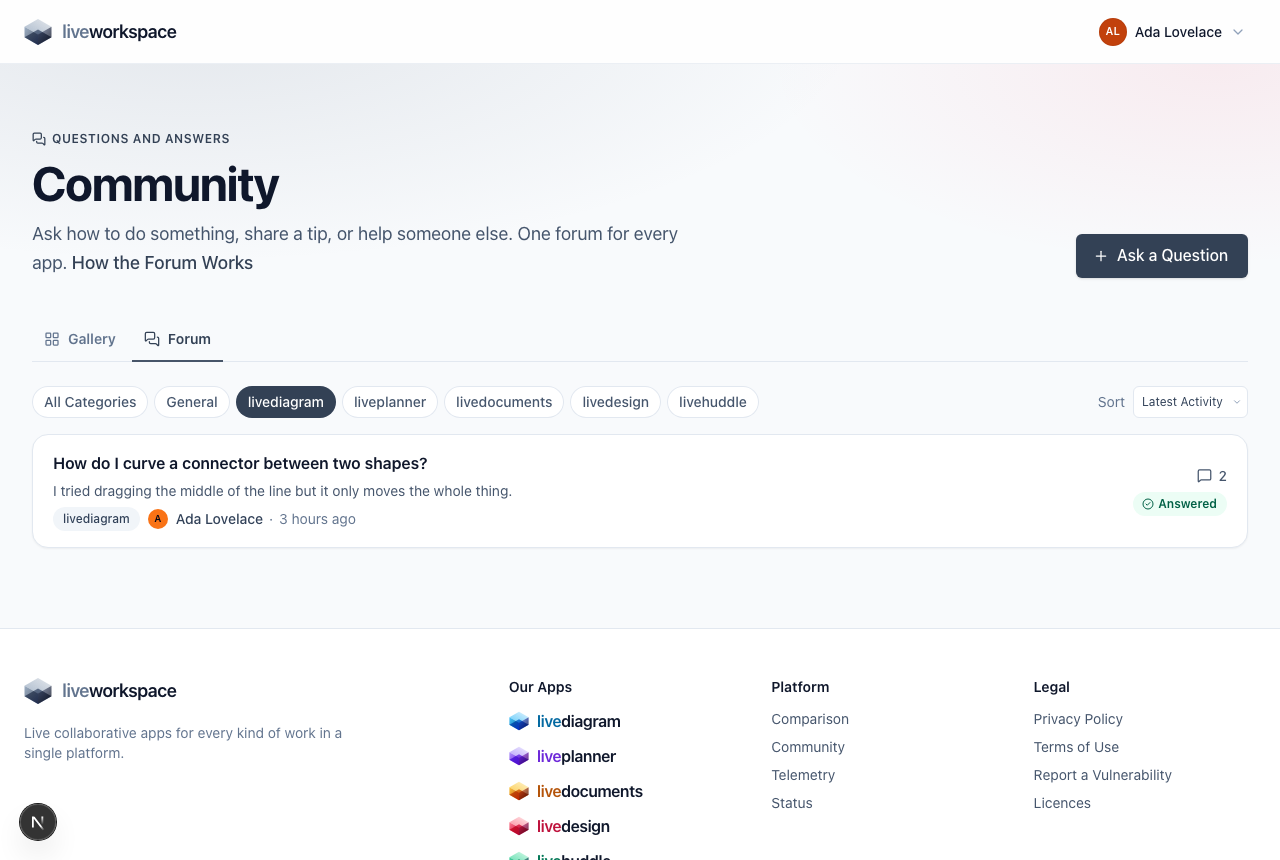 liveworkspace
AL Ada Lovelace
QUESTIONS AND ANSWERS
Community
Ask how to do something, share a tip, or help someone else. One forum for every
app. How the Forum Works
+ Ask a Question
Gallery Forum
All Categories General livediagram liveplanner livedocuments livedesign livehuddle Sort Latest Activity
How do I curve a connector between two shapes?
2
I tried dragging the middle of the line but it only moves the whole thing.
Answered
livediagram A Ada Lovelace · 3 hours ago
liveworkspace
Live collaborative apps for every kind of work in a
single platform.
N
Our Apps
livediagram
liveplanner
livedocuments
livedesign
livehuddle
Platform
Comparison
Community
Telemetry
Status
Legal
Privacy Policy
Terms of Use
Report a Vulnerability
Licences